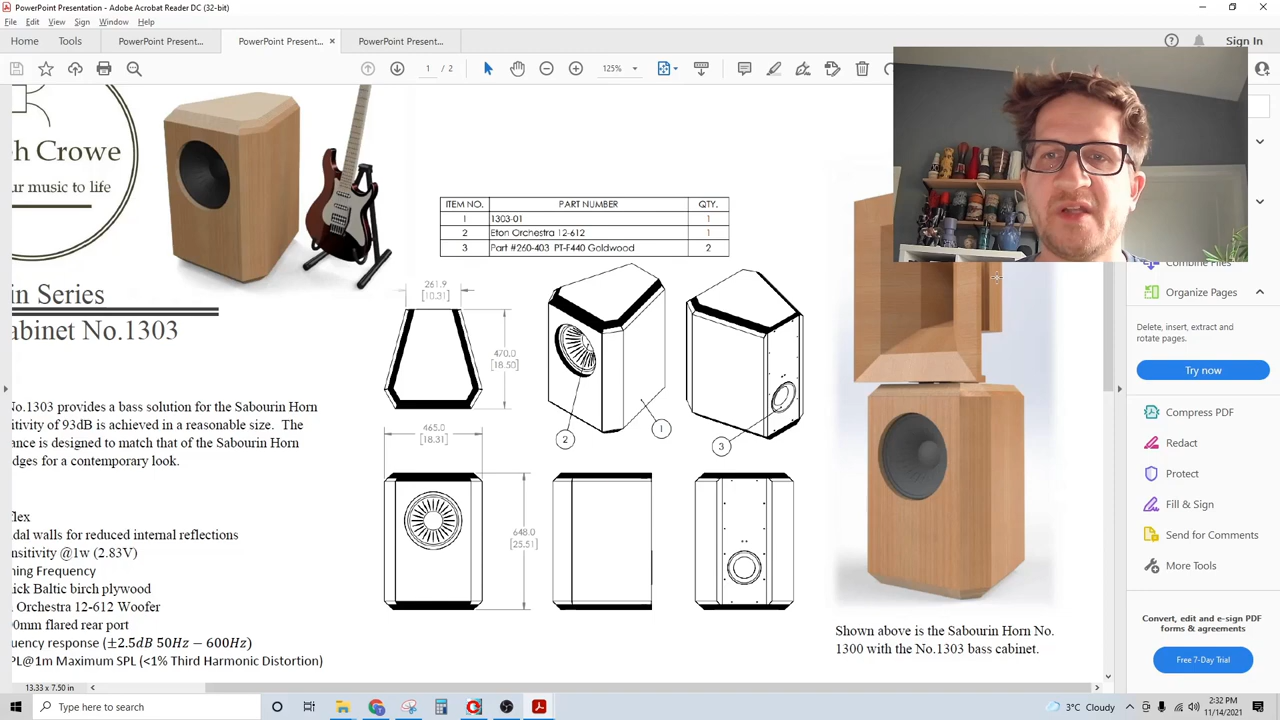 PowerPoint Presentation - Adobe Acrobat Reader DC (32-bit)
File Edit View Sign Window Help
Home Tools PowerPoint Present... PowerPoint Present... × PowerPoint Present... Sign In
1 / 2 125%
h Crowe
ur music to life
in Series
abinet No.1303
No.1303 provides a bass solution for the Sabourin Horn
itivity of 93dB is achieved in a reasonable size. The
ance is designed to match that of the Sabourin Horn
dges for a contemporary look.
flex
dal walls for reduced internal reflections
nsitivity @1w (2.83V)
ning Frequency
ick Baltic birch plywood
Orchestra 12-612 Woofer
0mm flared rear port
uency response (±2.5dB 50Hz − 600Hz)
PL@1m Maximum SPL (<1% Third Harmonic Distortion)
ITEM NO. PART NUMBER QTY.
1 1303-01 1
2 Eton Orchestra 12-612 1
3 Part #260-403 PT-F440 Goldwood 2
261.9
[10.31]
470.0
[18.50]
2
1
3
465.0
[18.31]
648.0
[25.51]
Shown above is the Sabourin Horn No.
1300 with the No.1303 bass cabinet.
Combine Files
Organize Pages
Delete, insert, extract and
rotate pages.
Try now
Compress PDF
Redact
Protect
Fill & Sign
Send for Comments
More Tools
Convert, edit and e-sign PDF
forms & agreements
Free 7-Day Trial
13.33 x 7.50 in
Type here to search
3°C Cloudy
2:32 PM
11/14/2021